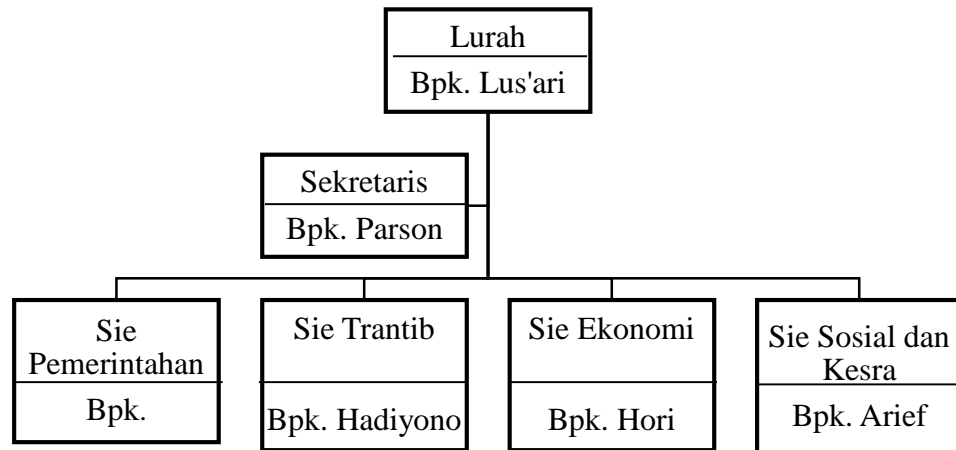 Lurah
Bpk. Lus'ari
Sekretaris
Bpk. Parson
Sie
Pemerintahan
Bpk.
Sie Trantib
Bpk. Hadiyono
Sie Ekonomi
Bpk. Hori
Sie Sosial dan
Kesra
Bpk. Arief